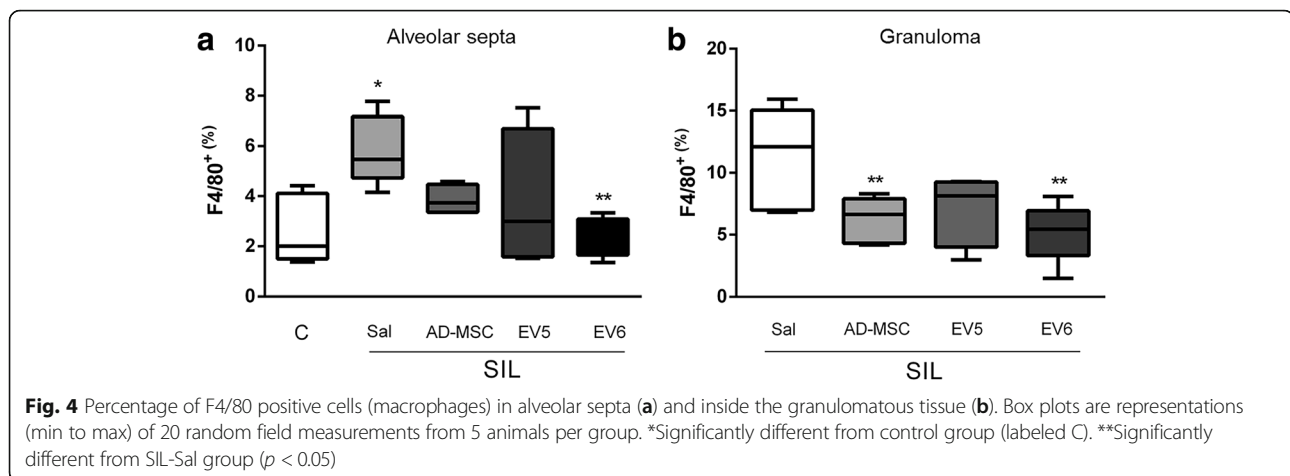 a
Alveolar septa
F4/80+ (%)
10
8
6
4
2
0
*
**
C
Sal
AD-MSC
EV5
EV6
SIL
b
Granuloma
F4/80+ (%)
20
15
10
5
0
**
**
Sal
AD-MSC
EV5
EV6
SIL
Fig. 4 Percentage of F4/80 positive cells (macrophages) in alveolar septa (a) and inside the granulomatous tissue (b). Box plots are representations
(min to max) of 20 random field measurements from 5 animals per group. *Significantly different from control group (labeled C). **Significantly
different from SIL-Sal group (p < 0.05)